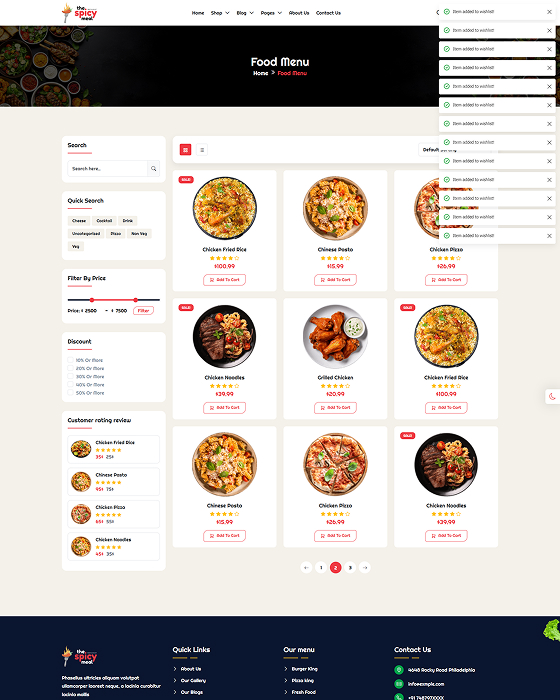 the
spicy
meal
Home Shop Blog Pages About Us Contact Us
Item added to wishlist!
Item added to wishlist!
Item added to wishlist!
Item added to wishlist!
Item added to wishlist!
Item added to wishlist!
Item added to wishlist!
Item added to wishlist!
Item added to wishlist!
Item added to wishlist!
Item added to wishlist!
Item added to wishlist!
Item added to wishlist!
Food Menu
Home > Food Menu
Search
Search here..
Quick Search
Cheese Cocktail Drink
Uncategorized Pizza Non Veg
Veg
Filter By Price
Price: $ 2500 - $ 7500 Filter
Discount
10% Or More
20% Or More
30% Or More
40% Or More
50% Or More
Customer rating review
Chicken Fried Rice
35$ 25$
Chinese Pasta
95$ 75$
Chicken Pizza
65$ 55$
Chicken Noodles
45$ 35$
Default
SALE!
Chicken Fried Rice
$100.99
Add To Cart
Chinese Pasta
$15.99
Add To Cart
Chicken Pizza
$26.99
Add To Cart
SALE!
Chicken Noodles
$39.99
Add To Cart
Grilled Chicken
$20.99
Add To Cart
SALE!
Chicken Fried Rice
$100.99
Add To Cart
Chinese Pasta
$15.99
Add To Cart
Chicken Pizza
$26.99
Add To Cart
SALE!
Chicken Noodles
$39.99
Add To Cart
1 2 3
the
spicy
meal
Phasellus ultricies aliquam volutpat
ullamcorper laoreet neque, a lacinia curabitur
lacinia mollis
Quick Links
About Us
Our Gallery
Our Blogs
Our menu
Burger King
Pizza king
Fresh Food
Contact Us
4648 Rocky Road Philadelphia
+91 748797XXXX